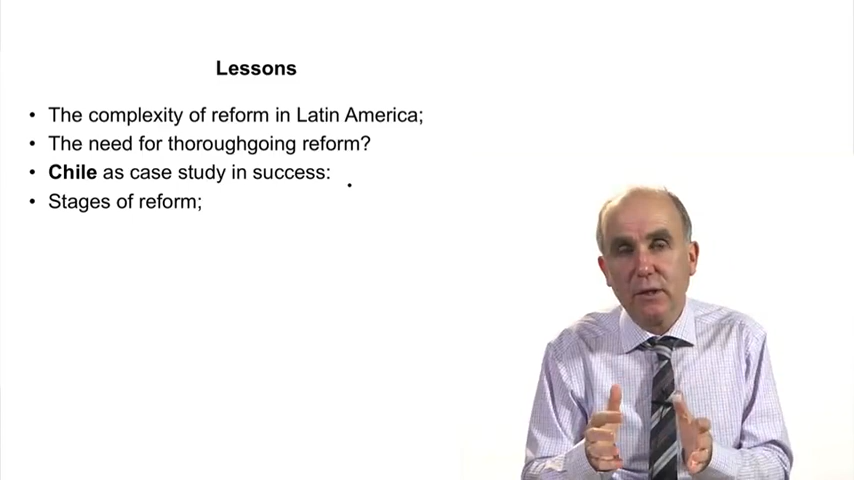 Lessons
• The complexity of reform in Latin America;
• The need for thoroughgoing reform?
• Chile as case study in success:
• Stages of reform;